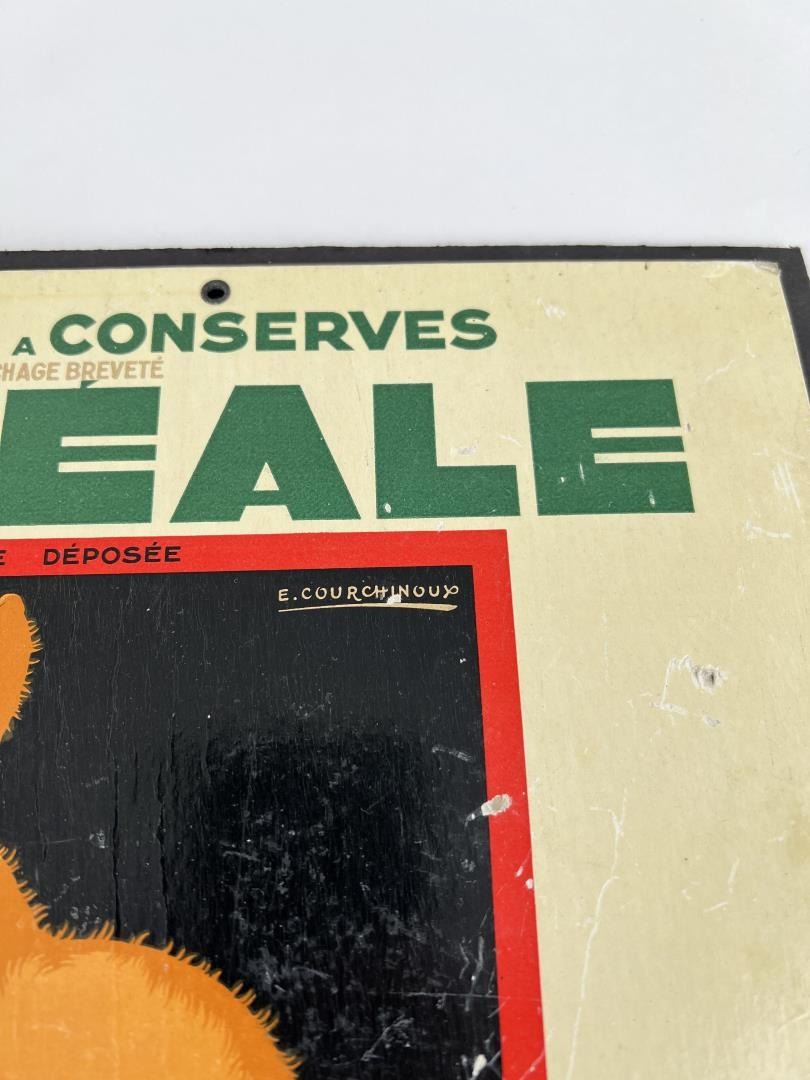 A CONSERVES
CHAGE BREVETÉ
ÉALE
E DÉPOSÉE
E. COURCHINOUX